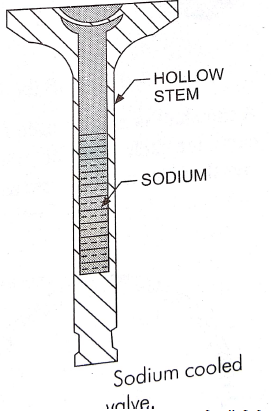 HOLLOW
STEM
SODIUM
Sodium cooled
valve.